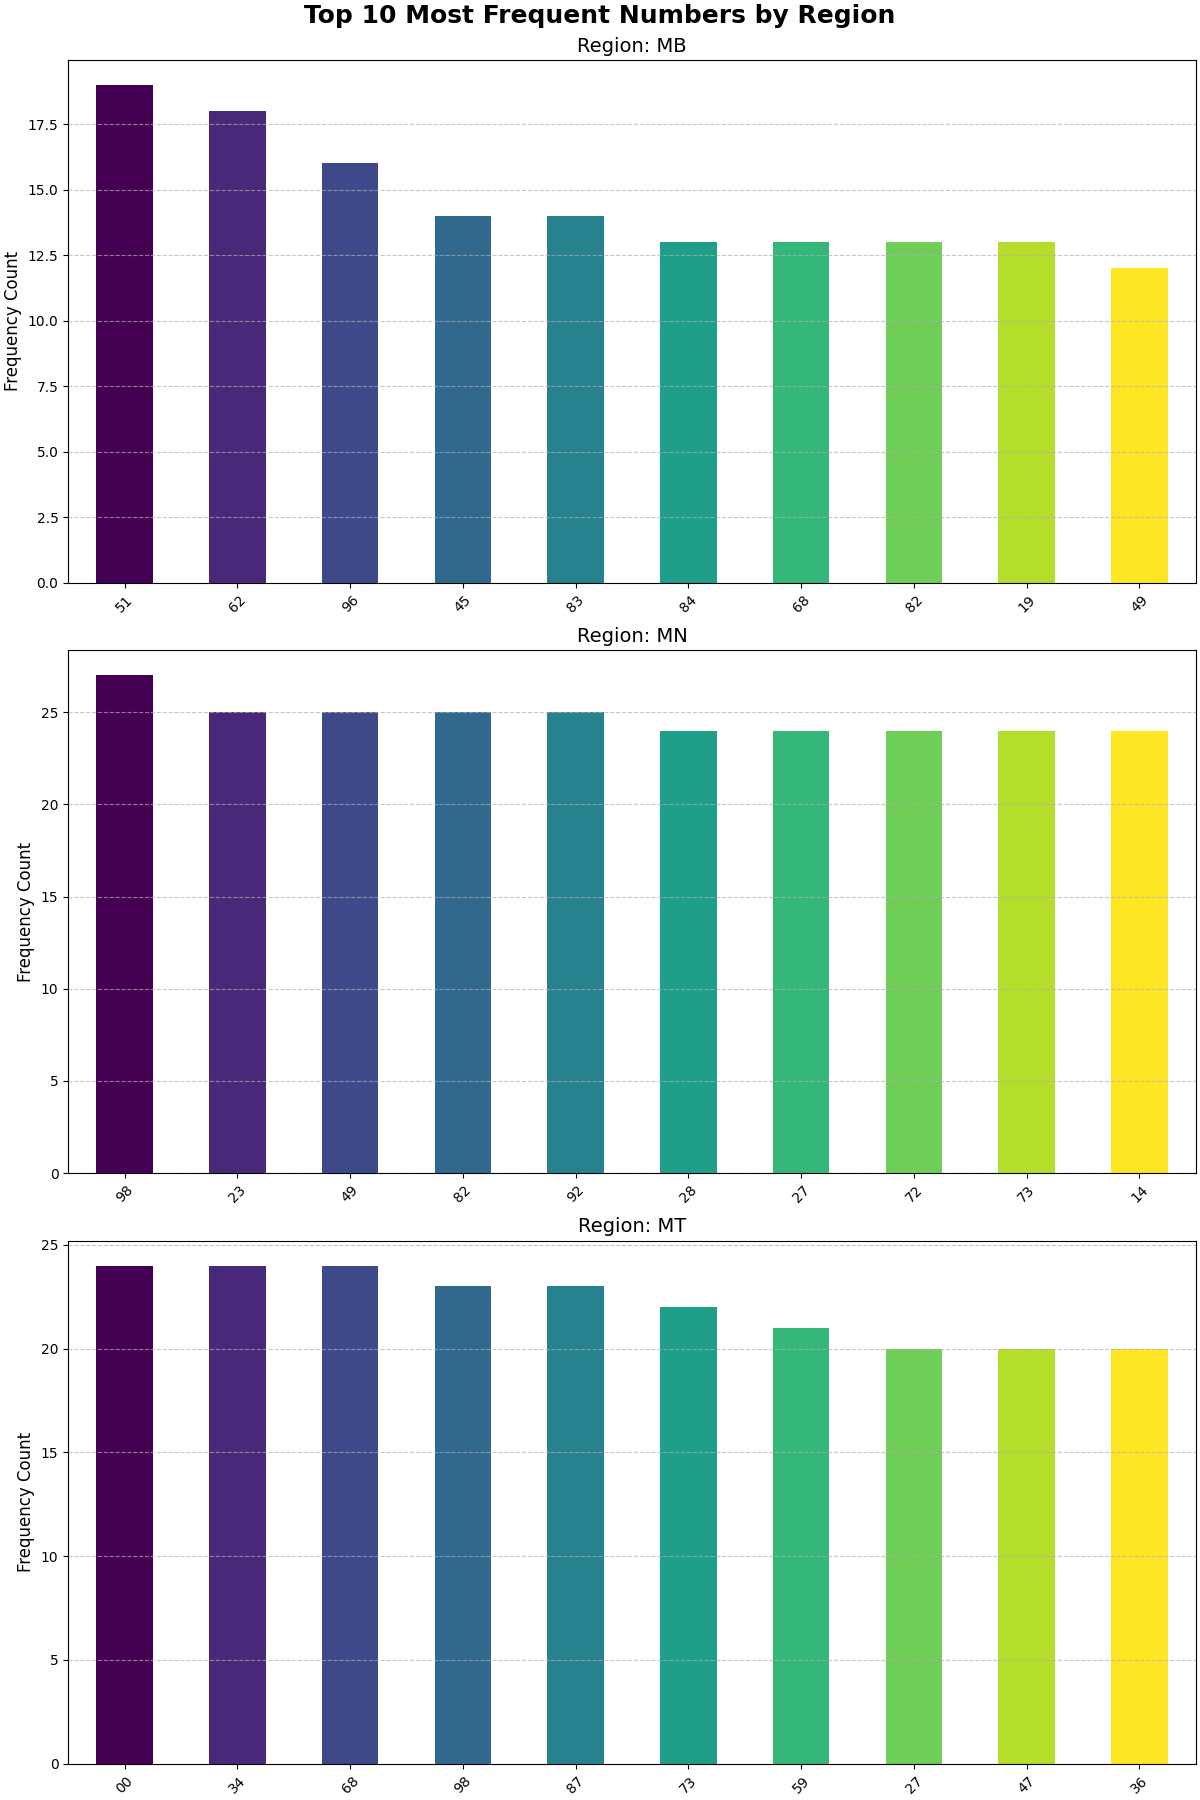 Top 10 Most Frequent Numbers by Region
Region: MB
Frequency Count
17.5
15.0
12.5
10.0
7.5
5.0
2.5
0.0
51 62 96 45 83 84 68 82 19 49
Region: MN
Frequency Count
25
20
15
10
5
0
98 23 49 82 92 28 27 72 73 14
Region: MT
Frequency Count
25
20
15
10
5
0
00 34 68 98 87 73 59 27 47 36